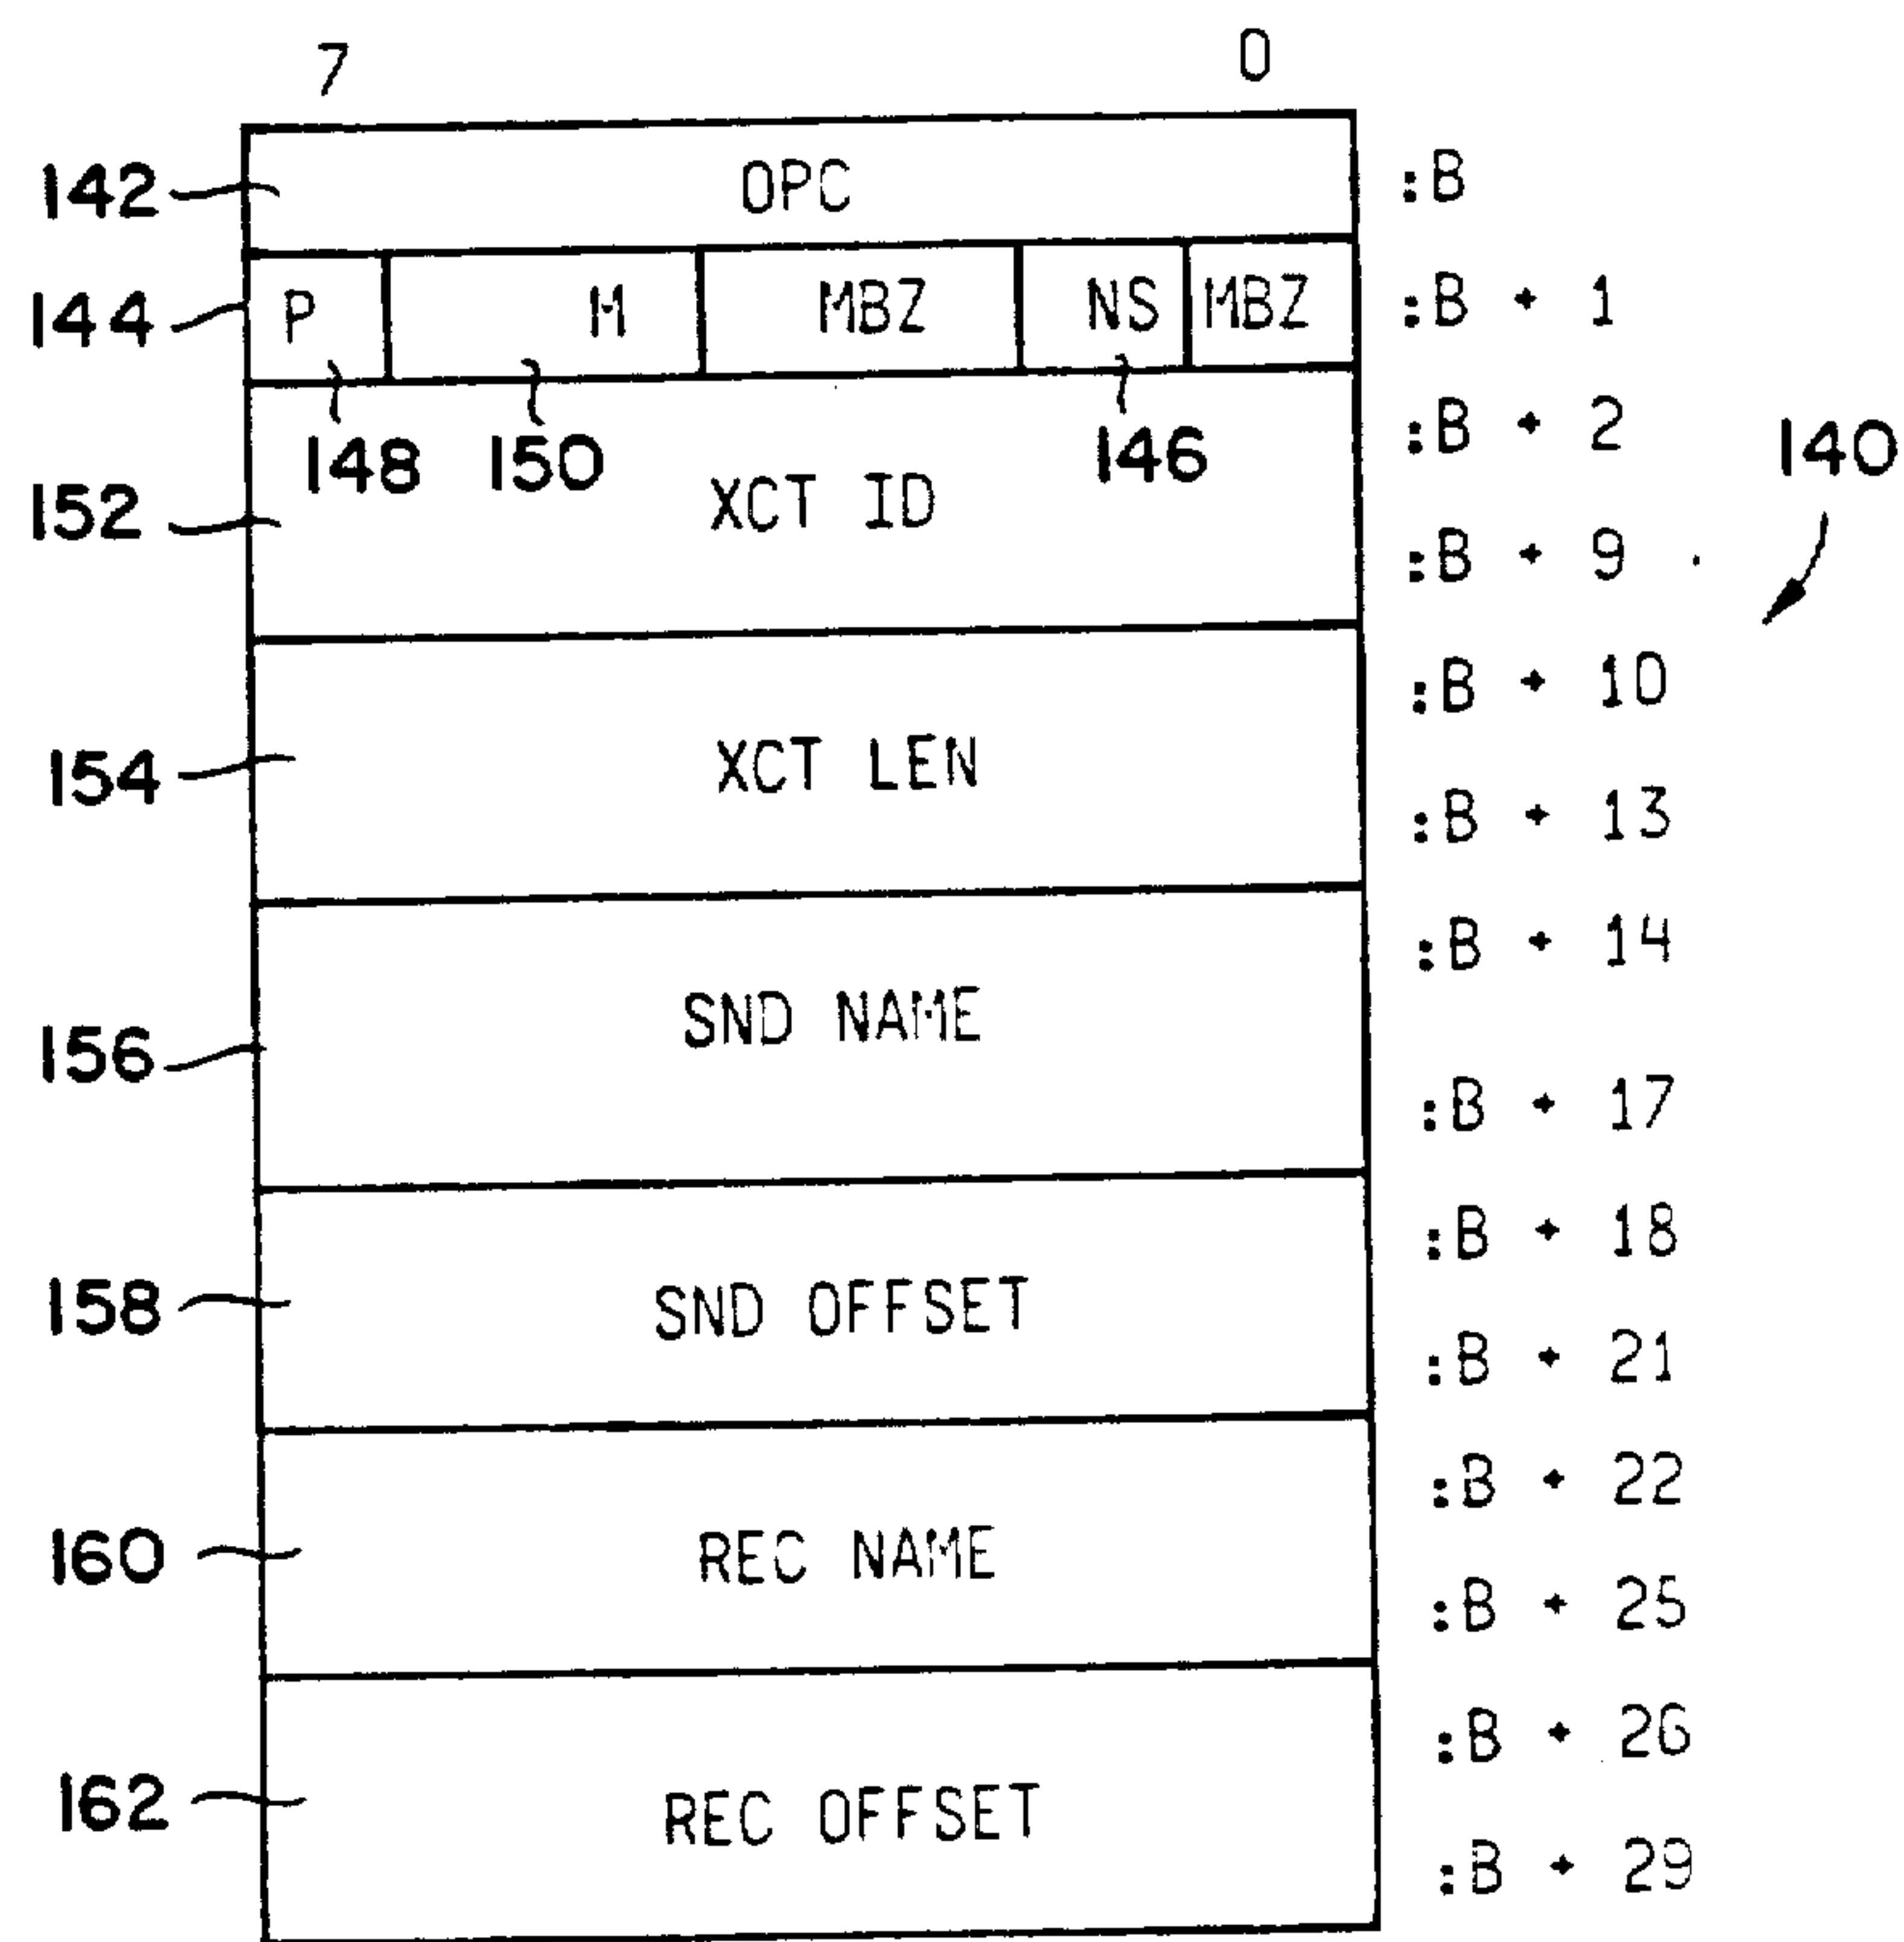 7 0
142 OPC :B
144 P M MBZ NS MBZ :B + 1
:B + 2
148 150 146 140
152 XCT ID
:B + 9
:B + 10
154 XCT LEN
:B + 13
:B + 14
156 SND NAME
:B + 17
:B + 18
158 SND OFFSET
:B + 21
:B + 22
160 REC NAME
:B + 25
:B + 26
162 REC OFFSET
:B + 29